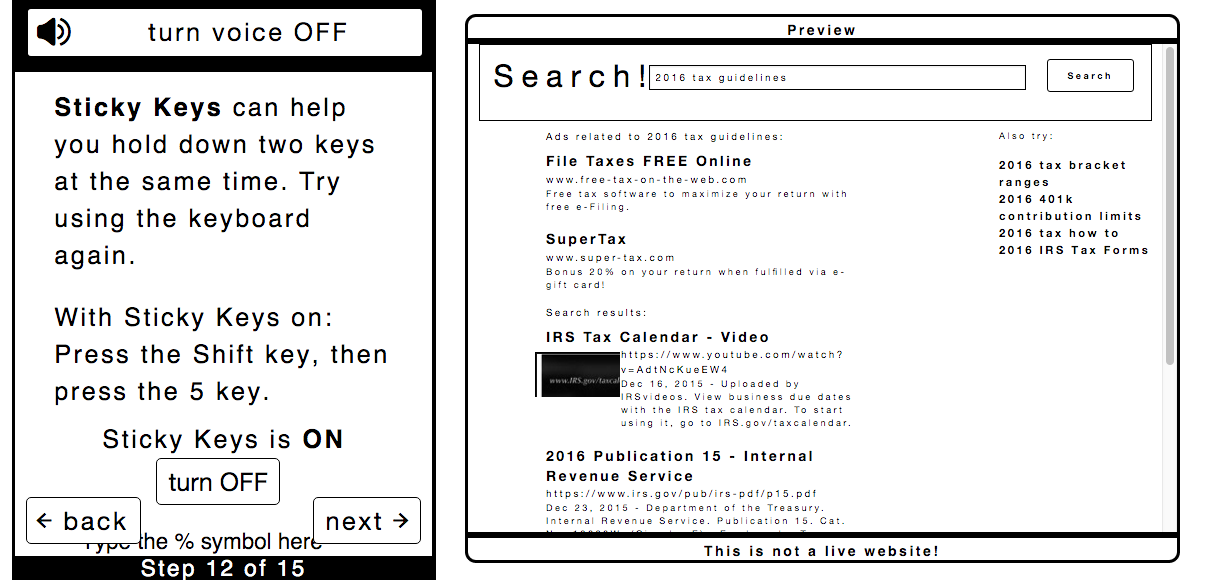 turn voice OFF
Sticky Keys can help
you hold down two keys
at the same time. Try
using the keyboard
again.
With Sticky Keys on:
Press the Shift key, then
press the 5 key.
Sticky Keys is ON
turn OFF
← back
next →
Type the % symbol here
Step 12 of 15
Preview
Search!
2016 tax guidelines
Search
Ads related to 2016 tax guidelines:
File Taxes FREE Online
www.free-tax-on-the-web.com
Free tax software to maximize your return with
free e-Filing.
SuperTax
www.super-tax.com
Bonus 20% on your return when fulfilled via e-
gift card!
Search results:
IRS Tax Calendar - Video
www.IRS.gov/taxcal
https://www.youtube.com/watch?
v=AdtNcKueEW4
Dec 16, 2015 - Uploaded by
IRSvideos. View business due dates
with the IRS tax calendar. To start
using it, go to IRS.gov/taxcalendar.
2016 Publication 15 - Internal
Revenue Service
https://www.irs.gov/pub/irs-pdf/p15.pdf
Dec 23, 2015 - Department of the Treasury.
Internal Revenue Service. Publication 15. Cat.
Also try:
2016 tax bracket
ranges
2016 401k
contribution limits
2016 tax how to
2016 IRS Tax Forms
This is not a live website!